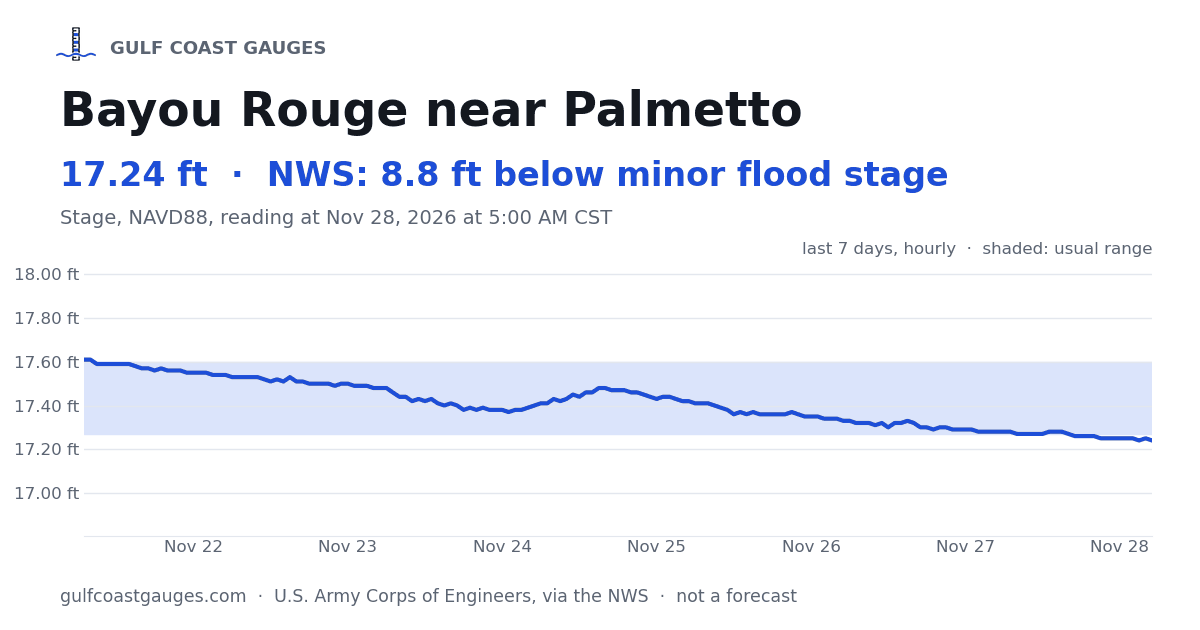 GULF COAST GAUGES
Bayou Rouge near Palmetto
17.24 ft · NWS: 8.8 ft below minor flood stage
Stage, NAVD88, reading at Nov 28, 2026 at 5:00 AM CST
last 7 days, hourly · shaded: usual range
18.00 ft
17.80 ft
17.60 ft
17.40 ft
17.20 ft
17.00 ft
Nov 22 Nov 23 Nov 24 Nov 25 Nov 26 Nov 27 Nov 28
gulfcoastgauges.com · U.S. Army Corps of Engineers, via the NWS · not a forecast